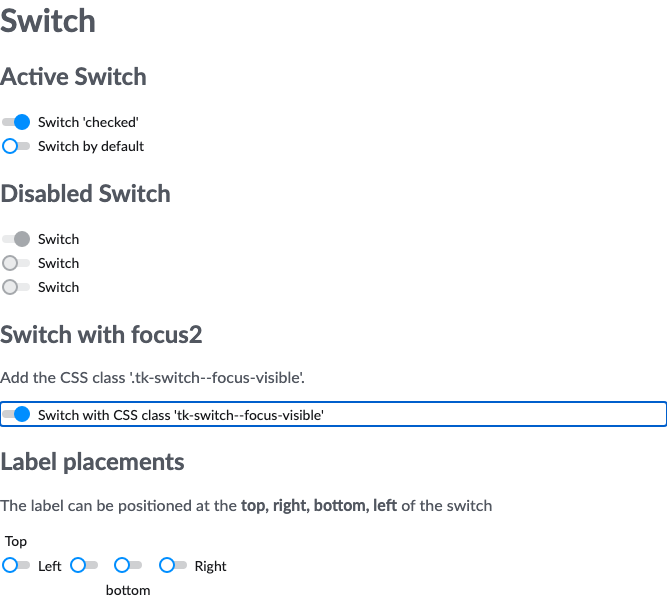 Switch
Active Switch
Switch 'checked'
Switch by default
Disabled Switch
Switch
Switch
Switch
Switch with focus2
Add the CSS class '.tk-switch--focus-visible'.
Switch with CSS class 'tk-switch--focus-visible'
Label placements
The label can be positioned at the top, right, bottom, left of the switch
Top
Left Right
bottom